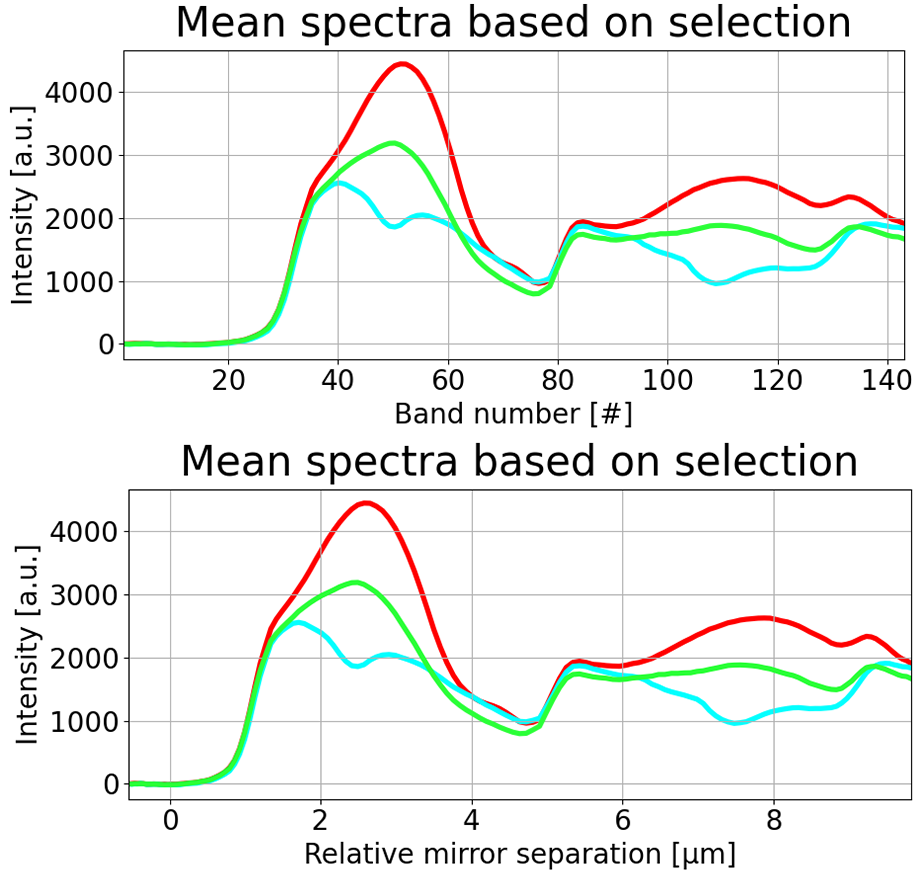 Mean spectra based on selection
Intensity [a.u.]
4000
3000
2000
1000
0
20 40 60 80 100 120 140
Band number [#]
Mean spectra based on selection
Intensity [a.u.]
4000
3000
2000
1000
0
0 2 4 6 8
Relative mirror separation [μm]